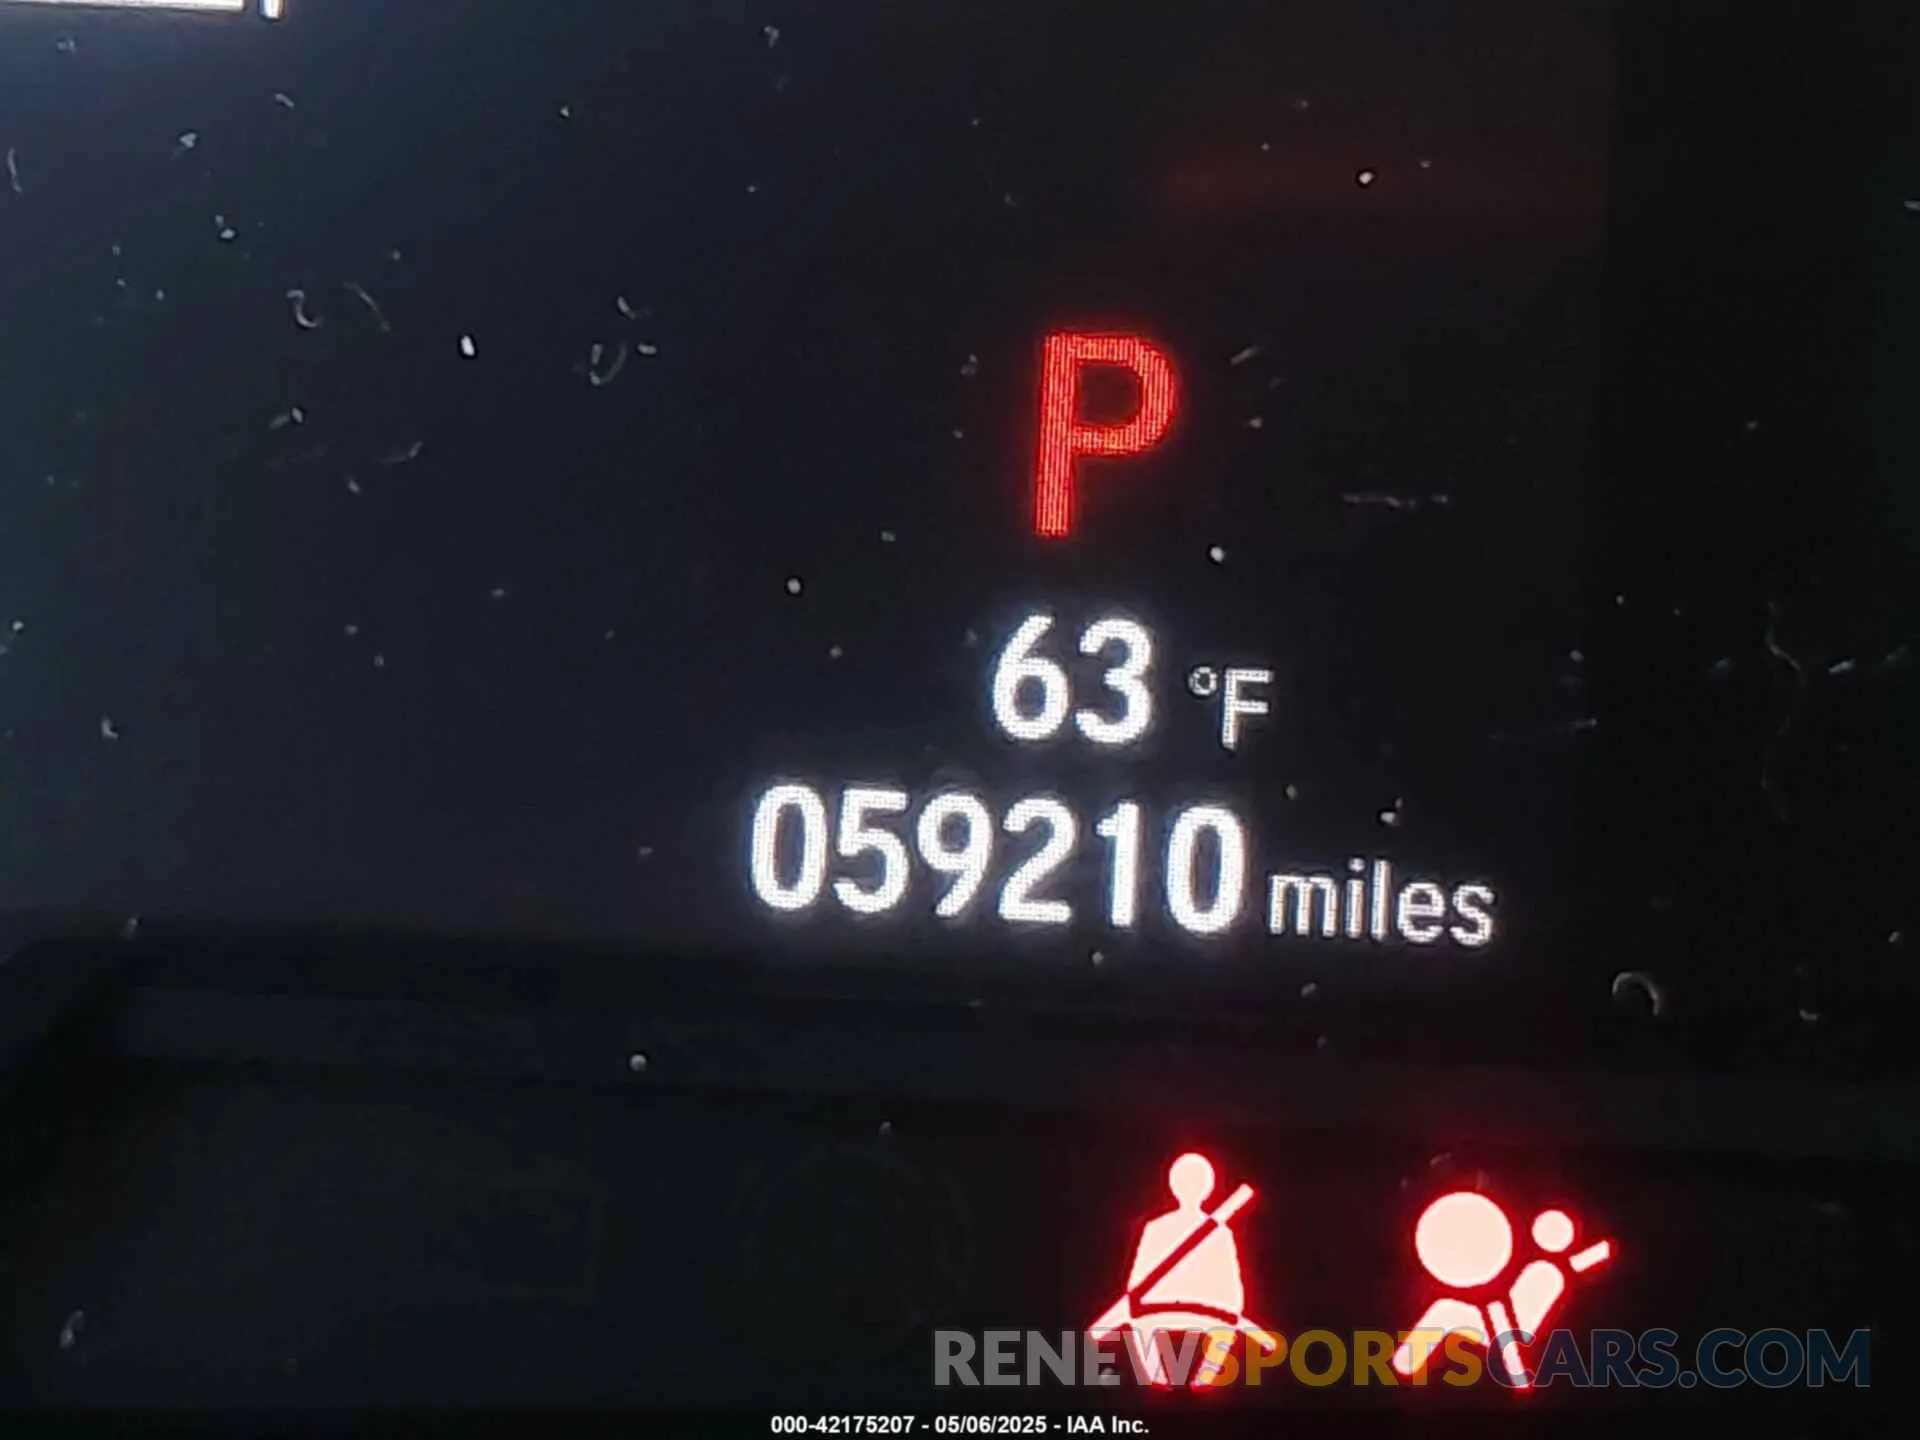 P
63 °F
059210 miles
RENEWSPORTSCARS.COM
000-42175207 - 05/06/2025 - IAA Inc.